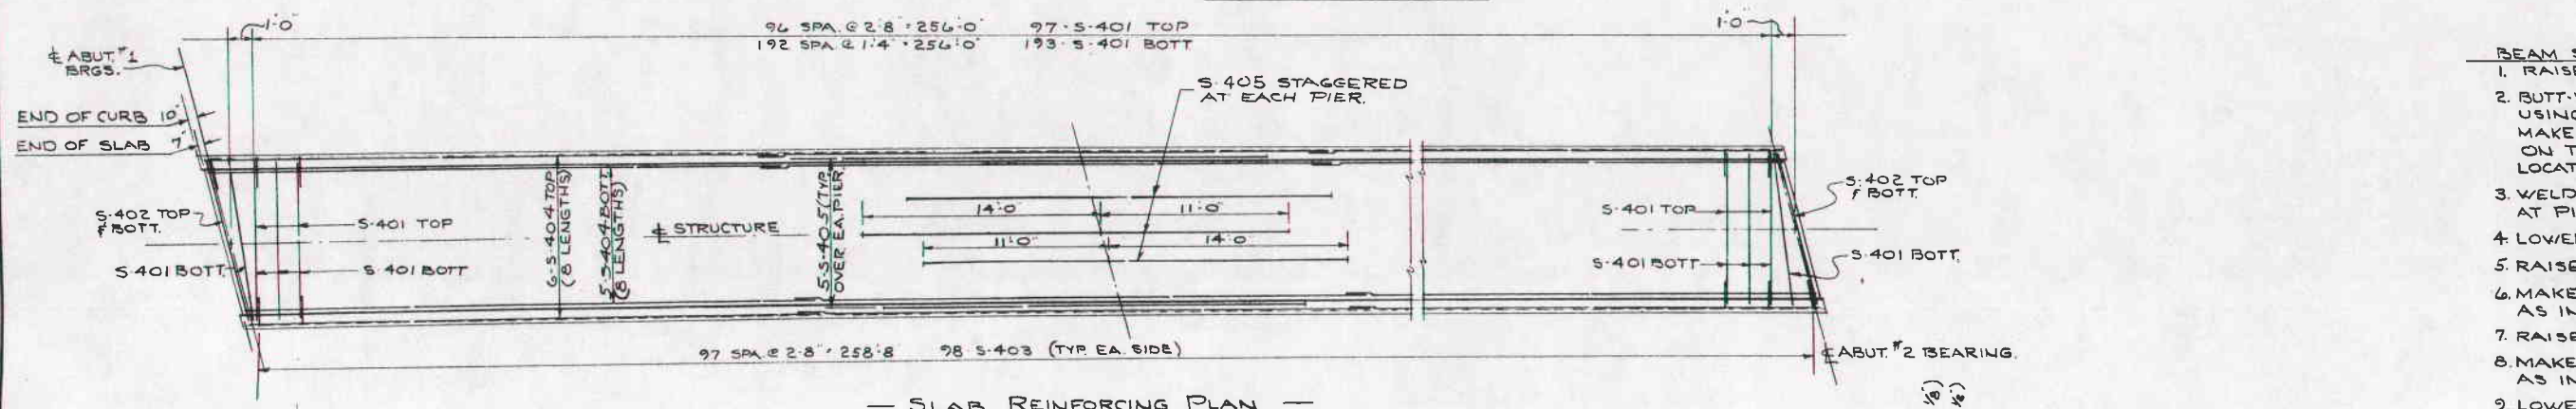 1'-0"
96 SPA. @ 2'-8" = 256'-0" 97-S-401 TOP
192 SPA. @ 1'-4" = 256'-0" 193-S-401 BOTT
1'-0"
℄ ABUT. #1
BRGS.
END OF CURB 10"
END OF SLAB 7"
S-405 STAGGERED
AT EACH PIER.
S-402 TOP
& BOTT.
S-401 TOP
S-401 BOTT.
S-401 BOTT
6-S-404 TOP
(8 LENGTHS)
5-S-404 BOTT.
(8 LENGTHS)
℄ STRUCTURE
5-S-405 (TYP.
OVER EA. PIER)
14'-0" 11'-0"
11'-0" 14'-0"
S-401 TOP
S-401 BOTT
S-402 TOP
& BOTT.
S-401 BOTT.
97 SPA @ 2'-8" = 258'-8" 98 S-403 (TYP. EA. SIDE)
℄ ABUT. #2 BEARING.
— SLAB REINFORCING PLAN —
1/8")
1/8")
BEAM
1. RAISE
2. BUTT-
USING
MAKE
ON
LOCAT
3. WELD
AT
4. LOWE
5. RAISE
6. MAKE
AS IN
7. RAISE
8. MAKE
AS IN
9. LOWE